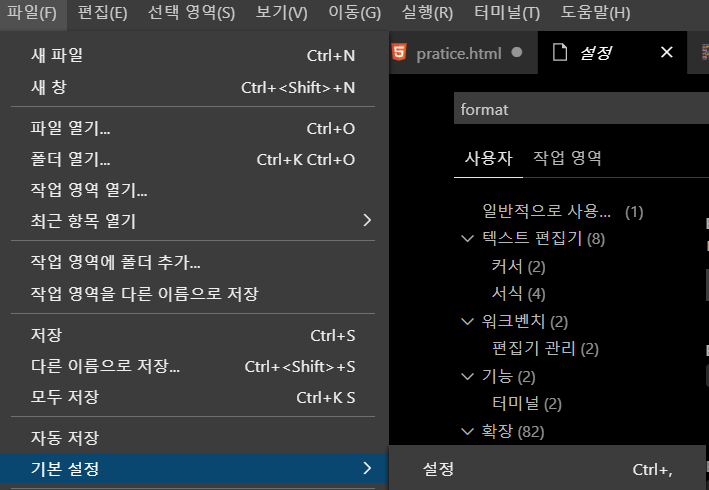 파일(F) 편집(E) 선택 영역(S) 보기(V) 이동(G) 실행(R) 터미널(T) 도움말(H)
새 파일 Ctrl+N
새 창 Ctrl+<Shift>+N
파일 열기... Ctrl+O
폴더 열기... Ctrl+K Ctrl+O
작업 영역 열기...
최근 항목 열기
작업 영역에 폴더 추가...
작업 영역을 다른 이름으로 저장
저장 Ctrl+S
다른 이름으로 저장... Ctrl+<Shift>+S
모두 저장 Ctrl+K S
자동 저장
기본 설정
pratice.html 설정
format
사용자 작업 영역
일반적으로 사용... (1)
텍스트 편집기 (8)
커서 (2)
서식 (4)
워크벤치 (2)
편집기 관리 (2)
기능 (2)
터미널 (2)
확장 (82)
설정 Ctrl+,